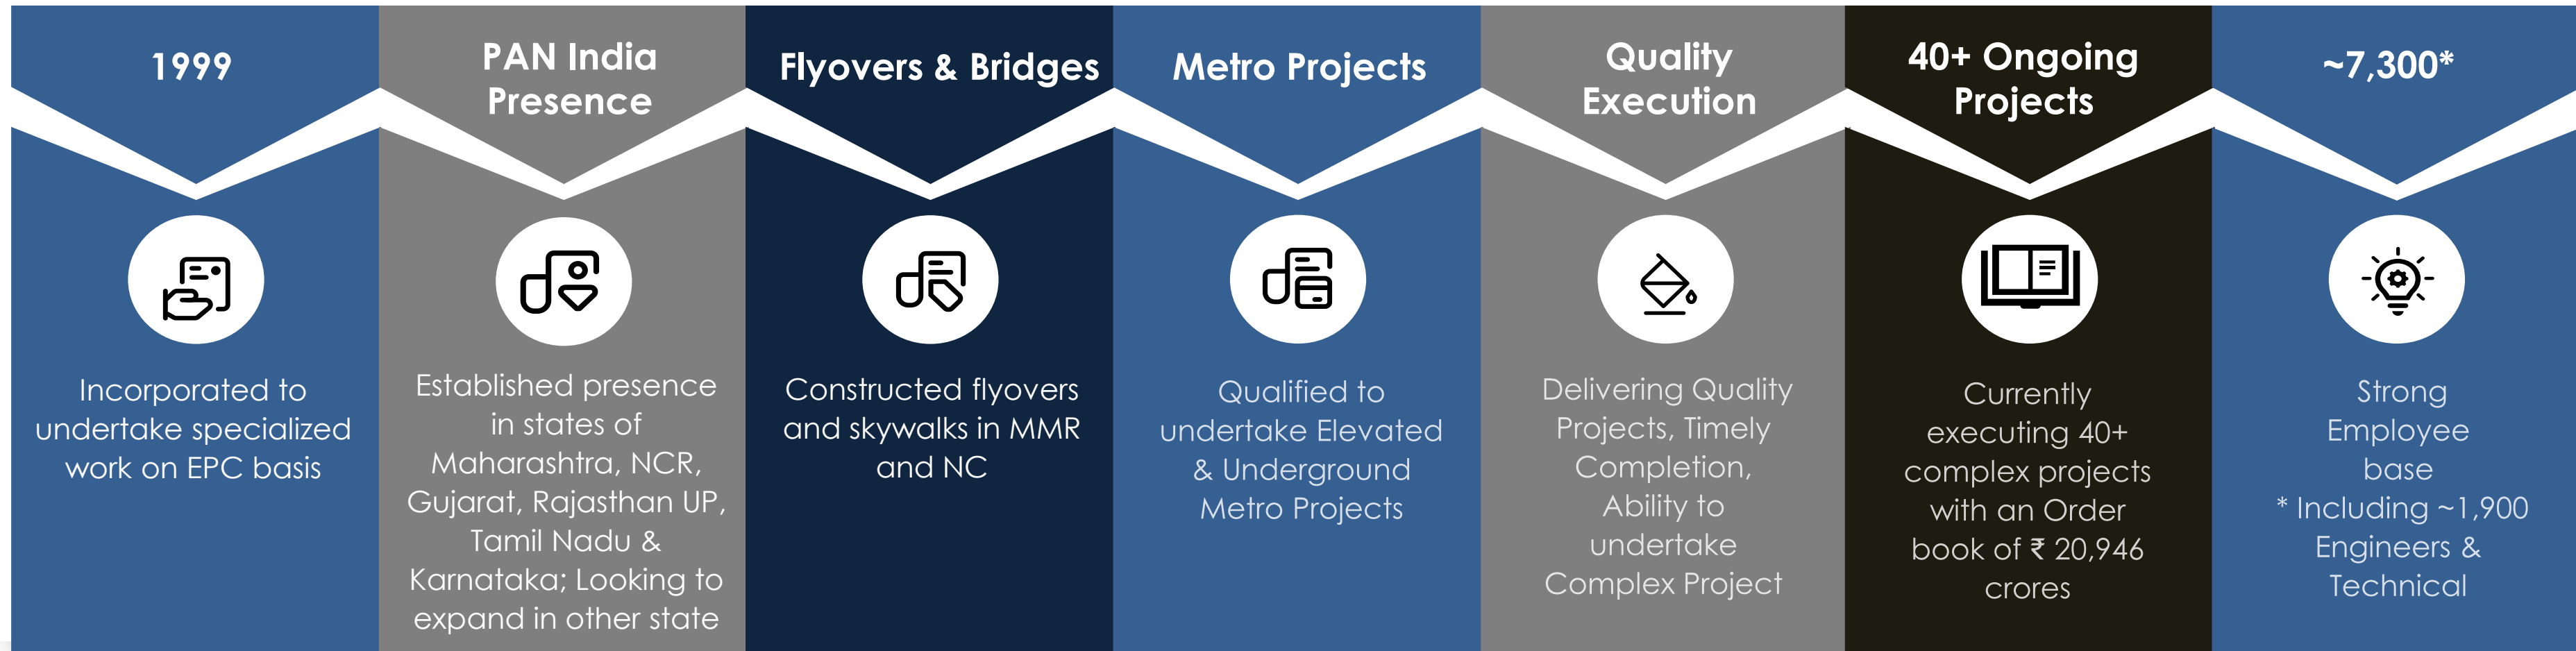 1999
Incorporated to
undertake specialized
work on EPC basis
PAN India
Presence
Established presence
in states of
Maharashtra, NCR,
Gujarat, Rajasthan UP,
Tamil Nadu &
Karnataka; Looking to
expand in other state
Flyovers & Bridges
Constructed flyovers
and skywalks in MMR
and NC
Metro Projects
Qualified to
undertake Elevated
& Underground
Metro Projects
Quality
Execution
Delivering Quality
Projects, Timely
Completion,
Ability to
undertake
Complex Project
40+ Ongoing
Projects
Currently
executing 40+
complex projects
with an Order
book of ₹ 20,946
crores
~7,300*
Strong
Employee
base
* Including ~1,900
Engineers &
Technical